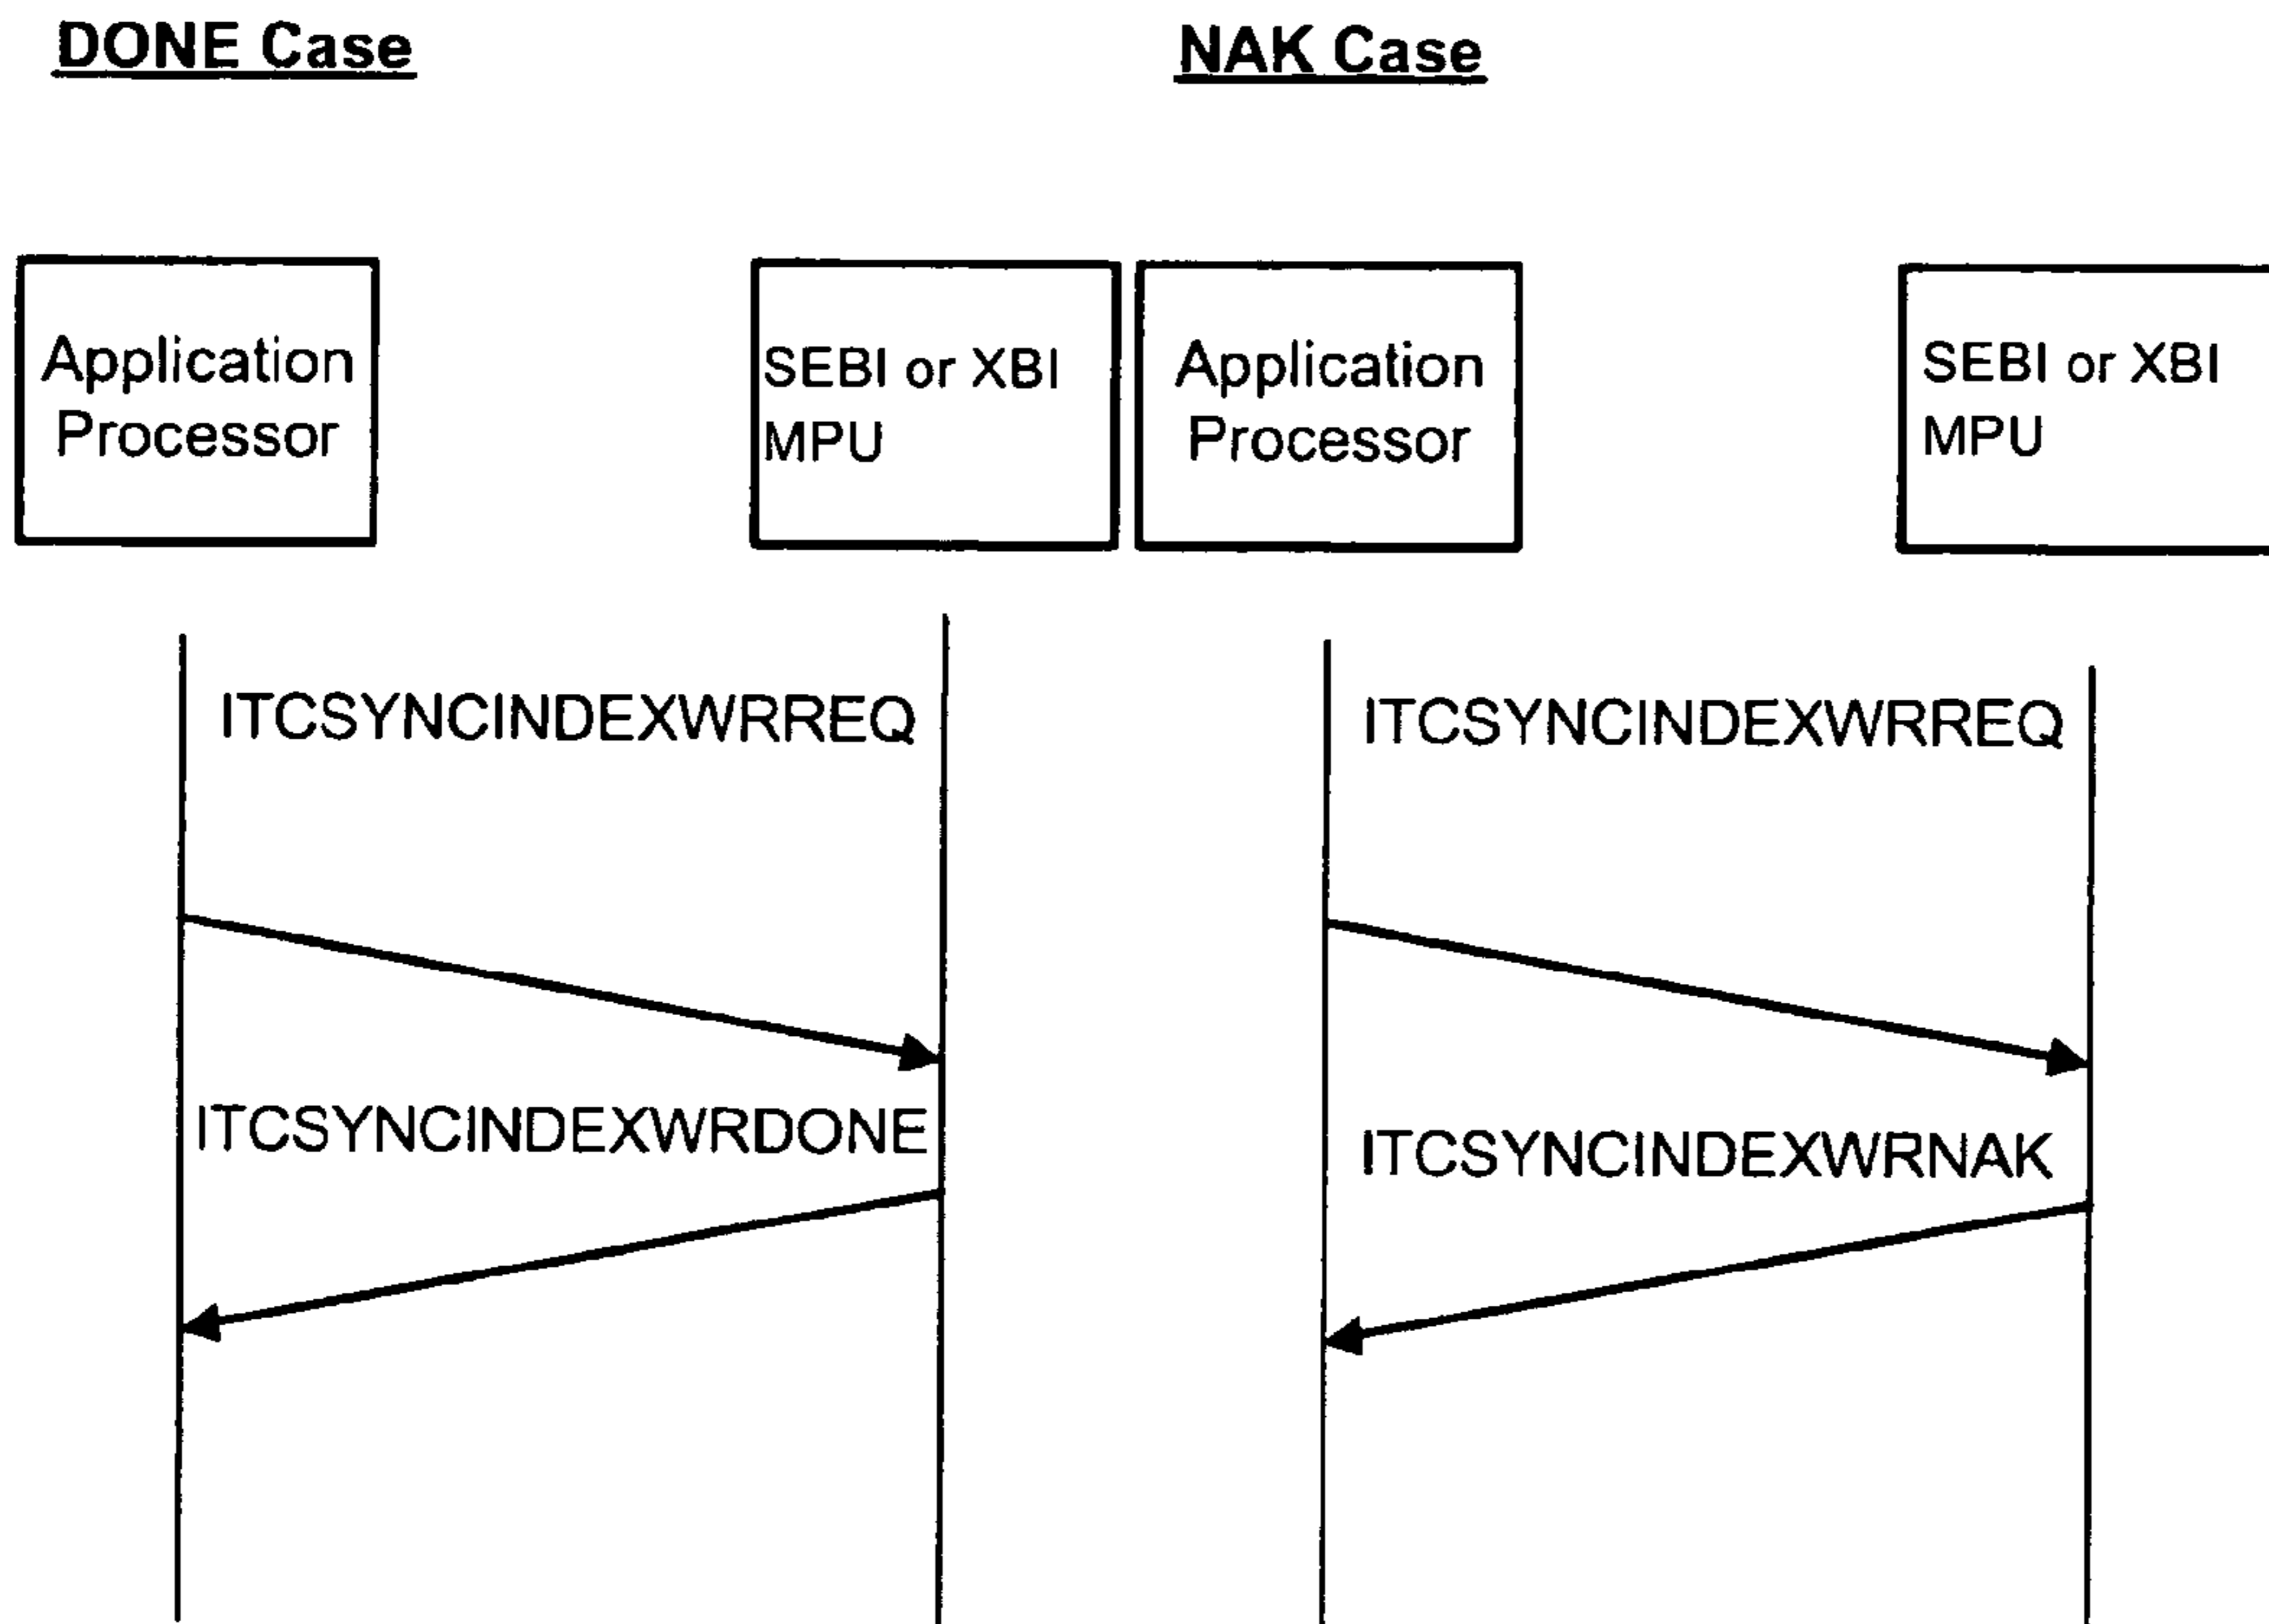 DONE Case
NAK Case
Application
Processor
SEBI or XBI
MPU
Application
Processor
SEBI or XBI
MPU
ITCSYNCINDEXWRREQ
ITCSYNCINDEXWRREQ
ITCSYNCINDEXWRDONE
ITCSYNCINDEXWRNAK